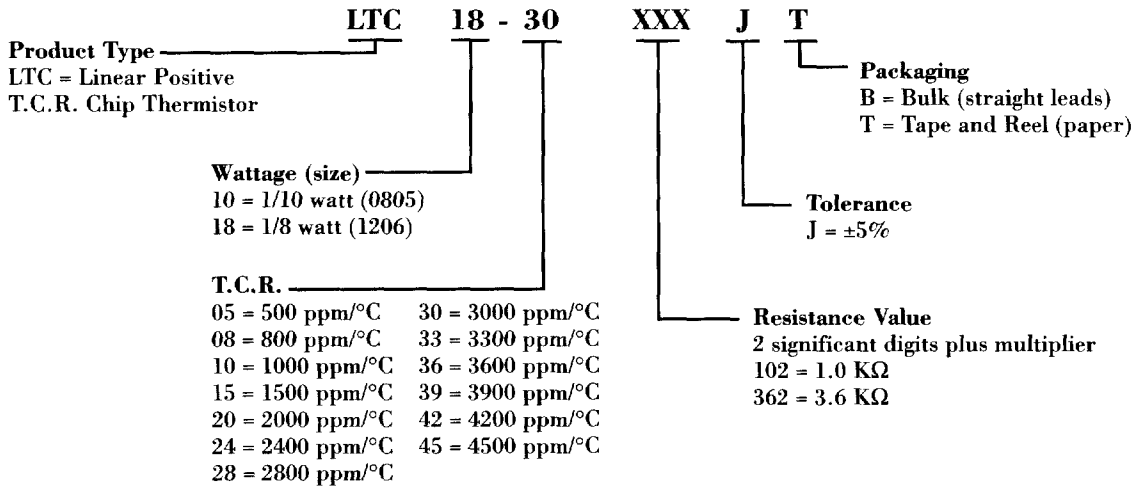 LTC 18 - 30 XXX J T
Product Type
LTC = Linear Positive
T.C.R. Chip Thermistor
Packaging
B = Bulk (straight leads)
T = Tape and Reel (paper)
Wattage (size)
10 = 1/10 watt (0805)
18 = 1/8 watt (1206)
Tolerance
J = ±5%
T.C.R.
05 = 500 ppm/°C 30 = 3000 ppm/°C
08 = 800 ppm/°C 33 = 3300 ppm/°C
10 = 1000 ppm/°C 36 = 3600 ppm/°C
15 = 1500 ppm/°C 39 = 3900 ppm/°C
20 = 2000 ppm/°C 42 = 4200 ppm/°C
24 = 2400 ppm/°C 45 = 4500 ppm/°C
28 = 2800 ppm/°C
Resistance Value
2 significant digits plus multiplier
102 = 1.0 KΩ
362 = 3.6 KΩ